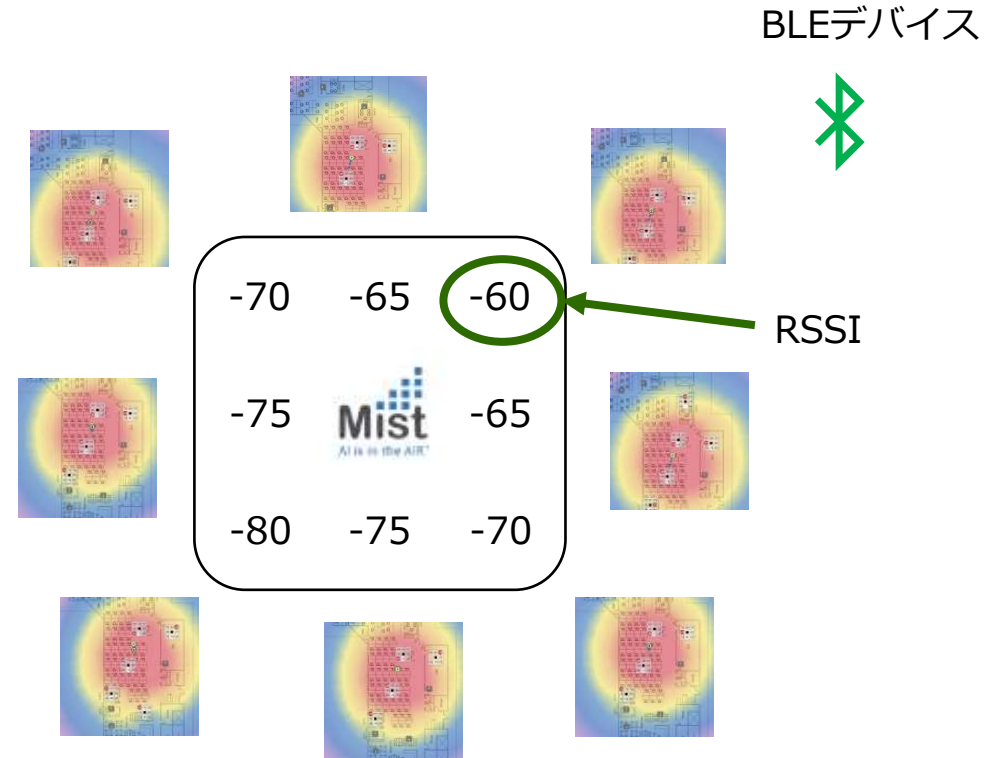 BLEデバイス
-70 -65 -60
RSSI
-75 Mist -65
AI is in the AIR™
-80 -75 -70